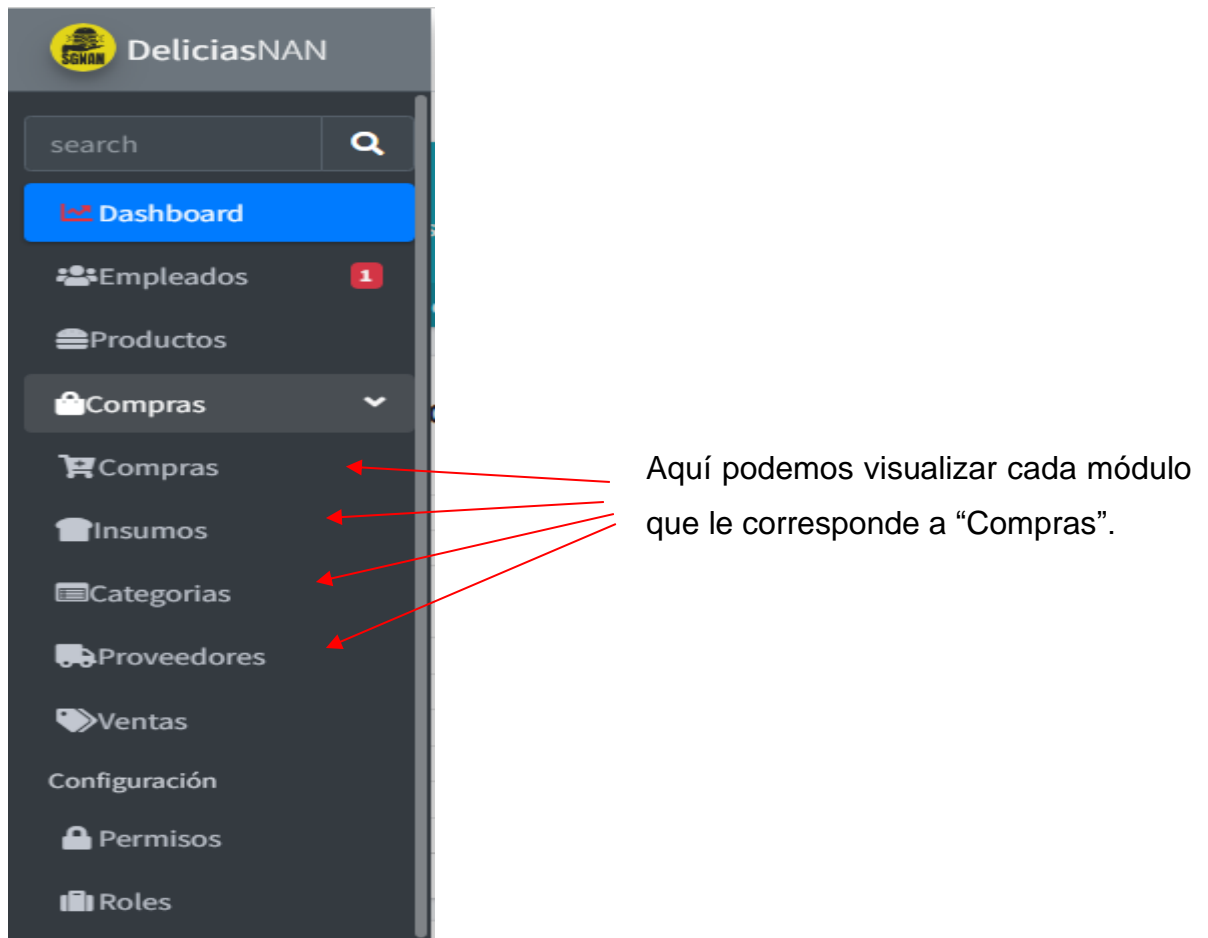 SGNAN
DeliciasNAN
search
Dashboard
Empleados 1
Productos
Compras
Compras
Insumos
Categorias
Proveedores
Ventas
Configuración
Permisos
Roles
Aquí podemos visualizar cada módulo
que le corresponde a “Compras”.